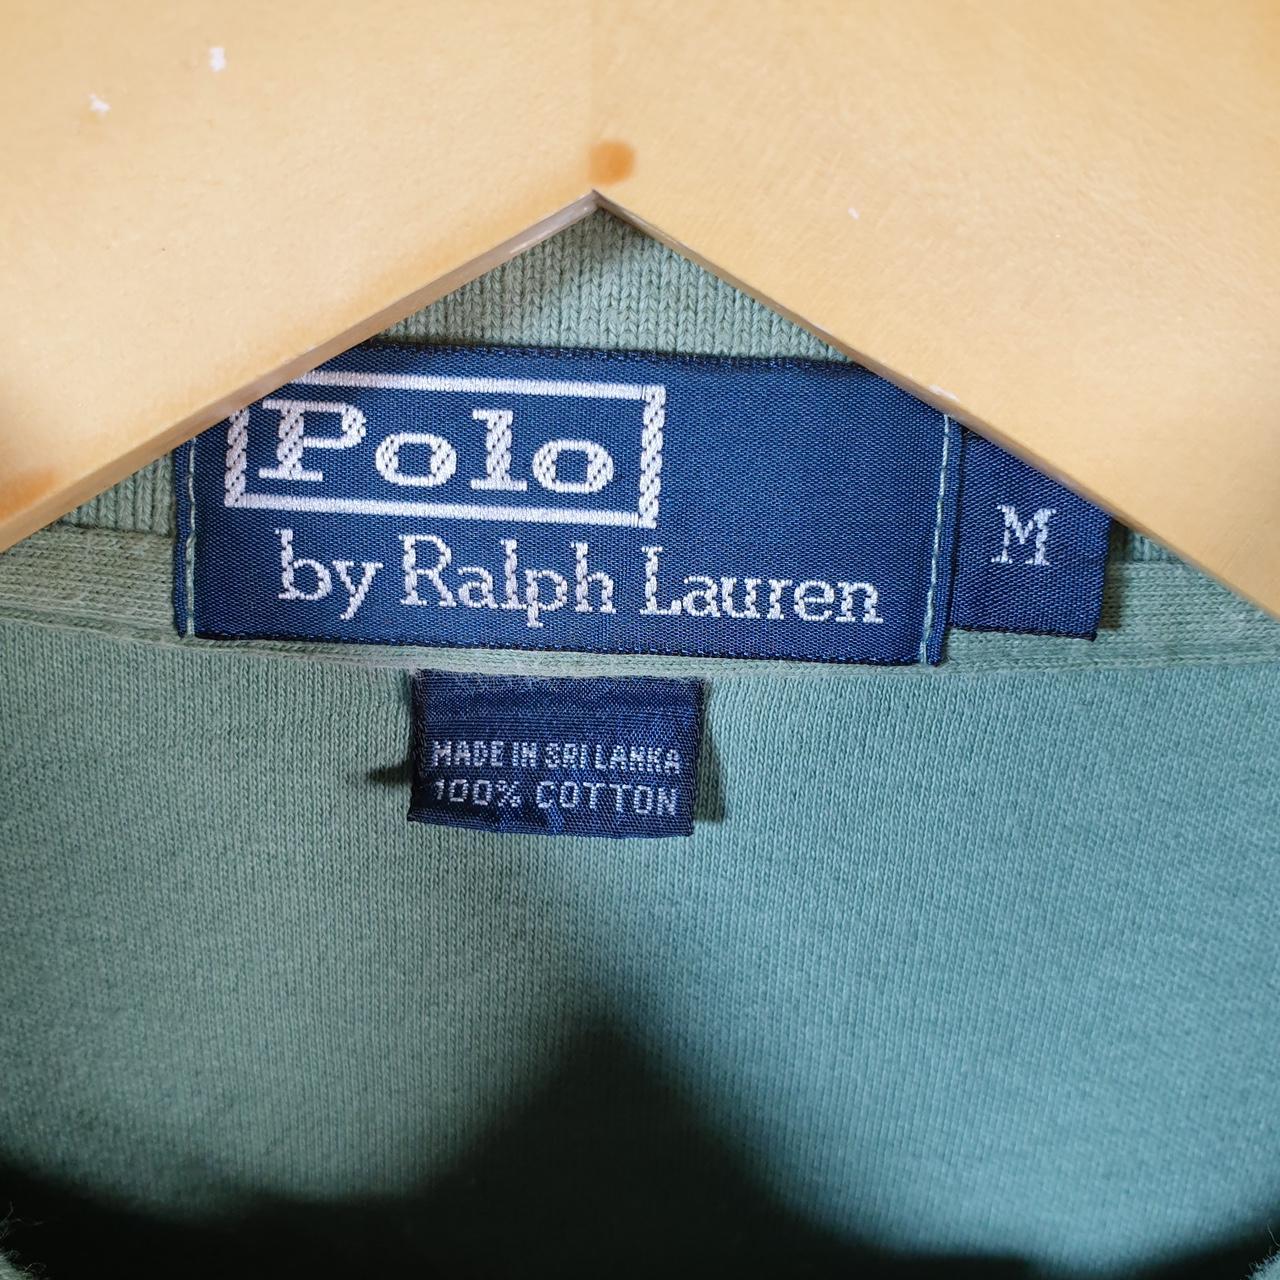 Polo
by Ralph Lauren
M
MADE IN SRI LANKA
100% COTTON